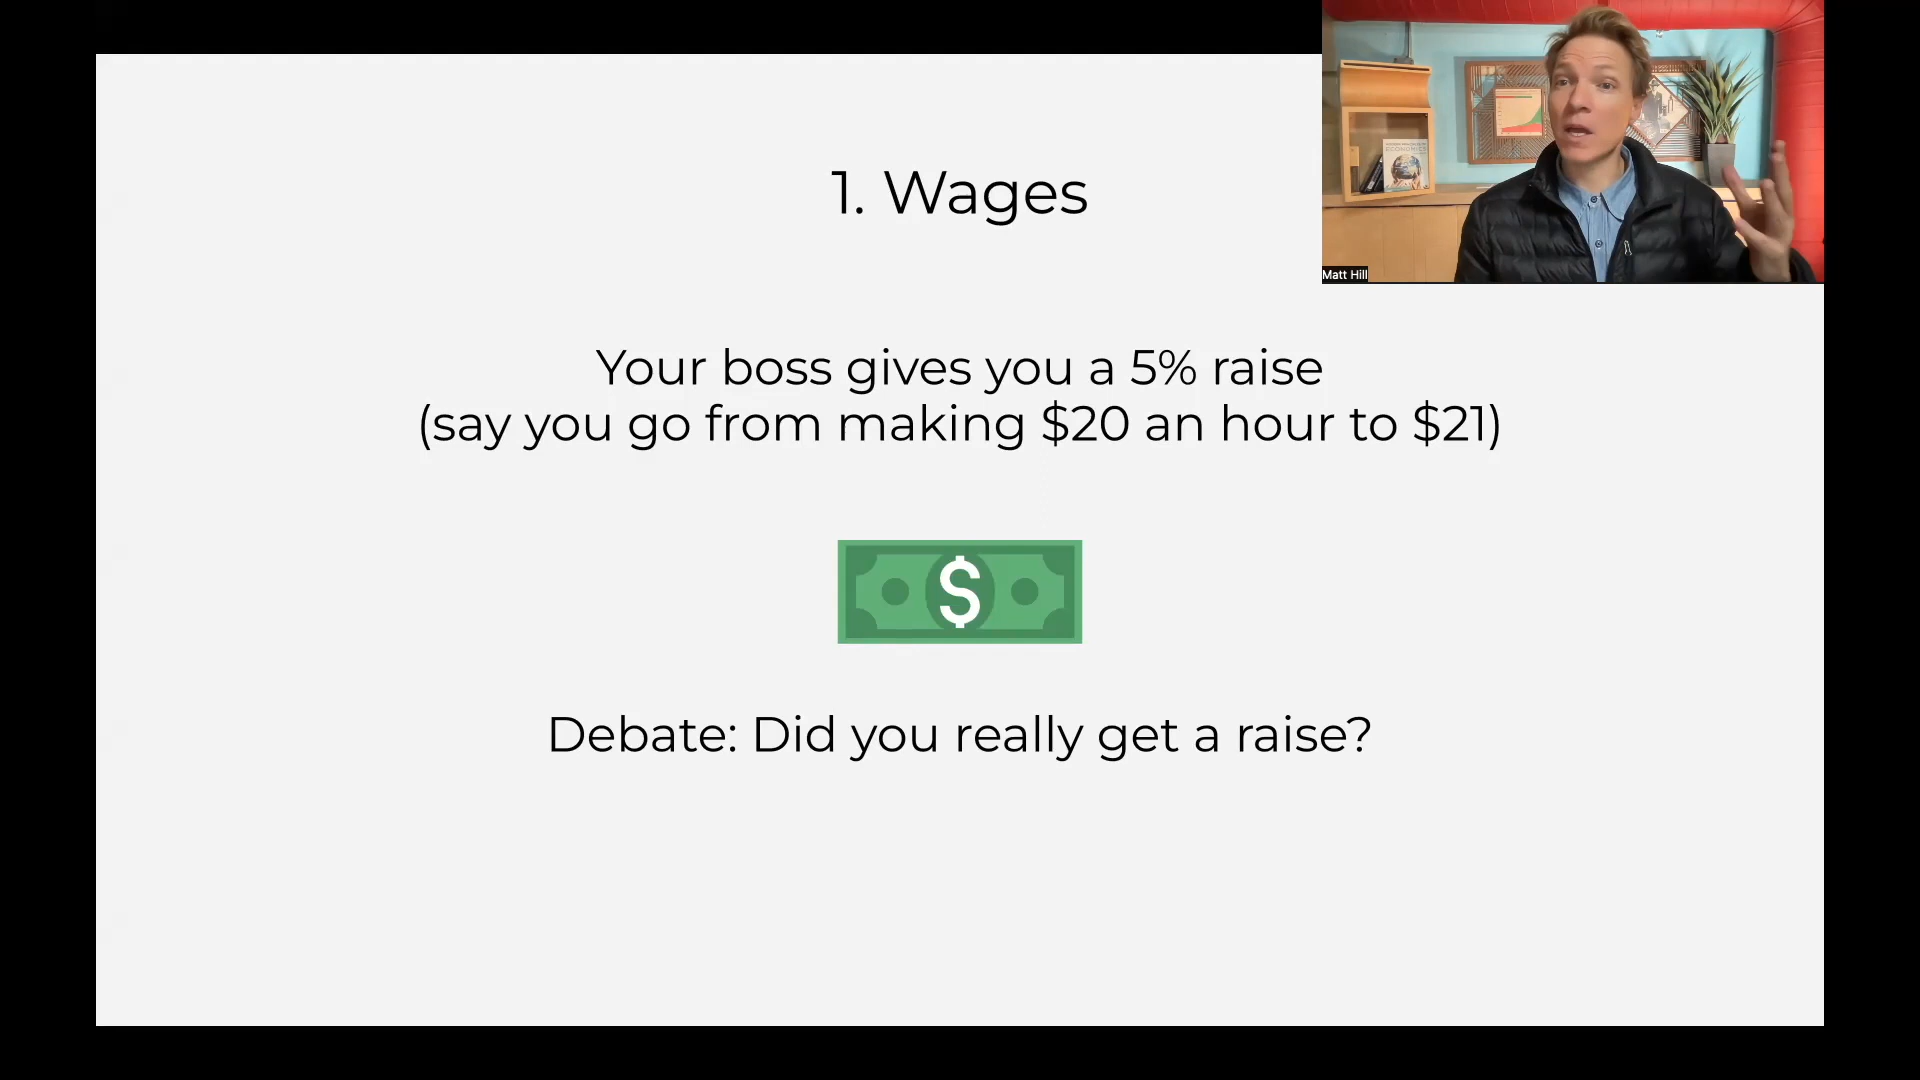 1. Wages
Your boss gives you a 5% raise
(say you go from making $20 an hour to $21)
$
Debate: Did you really get a raise?
Matt Hill
ECONOMICS